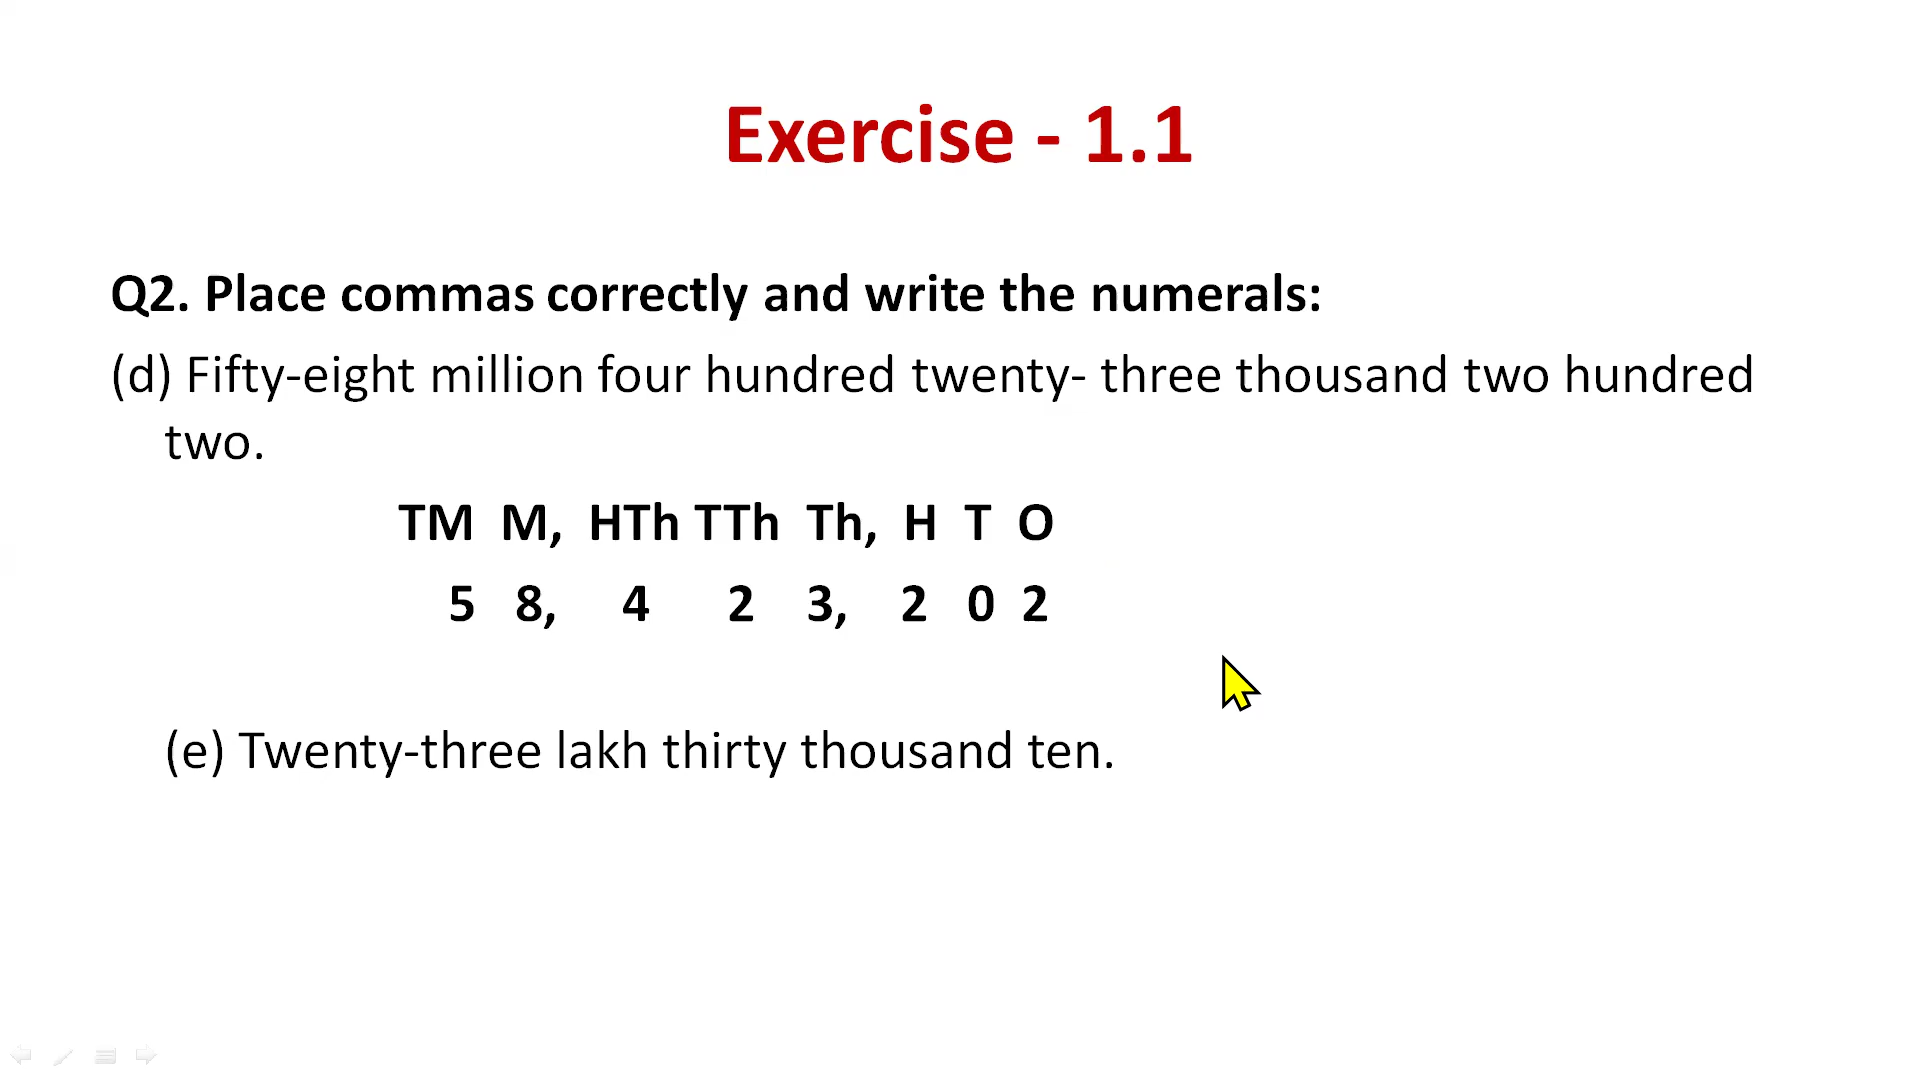 Exercise - 1.1
Q2. Place commas correctly and write the numerals:
(d) Fifty-eight million four hundred twenty- three thousand two hundred
two.
TM M, HTh TTh Th, H T O
5 8, 4 2 3, 2 0 2
(e) Twenty-three lakh thirty thousand ten.